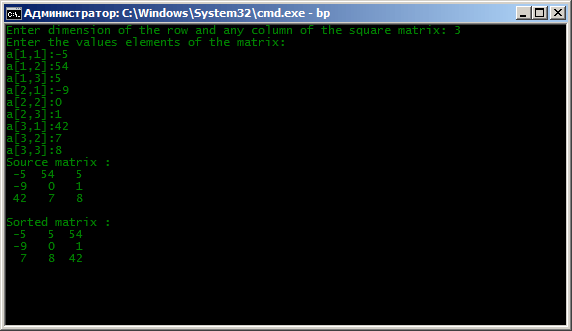 Администратор: C:\Windows\System32\cmd.exe - bp
Enter dimension of the row and any column of the square matrix: 3
Enter the values elements of the matrix:
a[1,1]:-5
a[1,2]:54
a[1,3]:5
a[2,1]:-9
a[2,2]:0
a[2,3]:1
a[3,1]:42
a[3,2]:7
a[3,3]:8
Source matrix :
-5 54 5
-9 0 1
42 7 8
Sorted matrix :
-5 5 54
-9 0 1
7 8 42